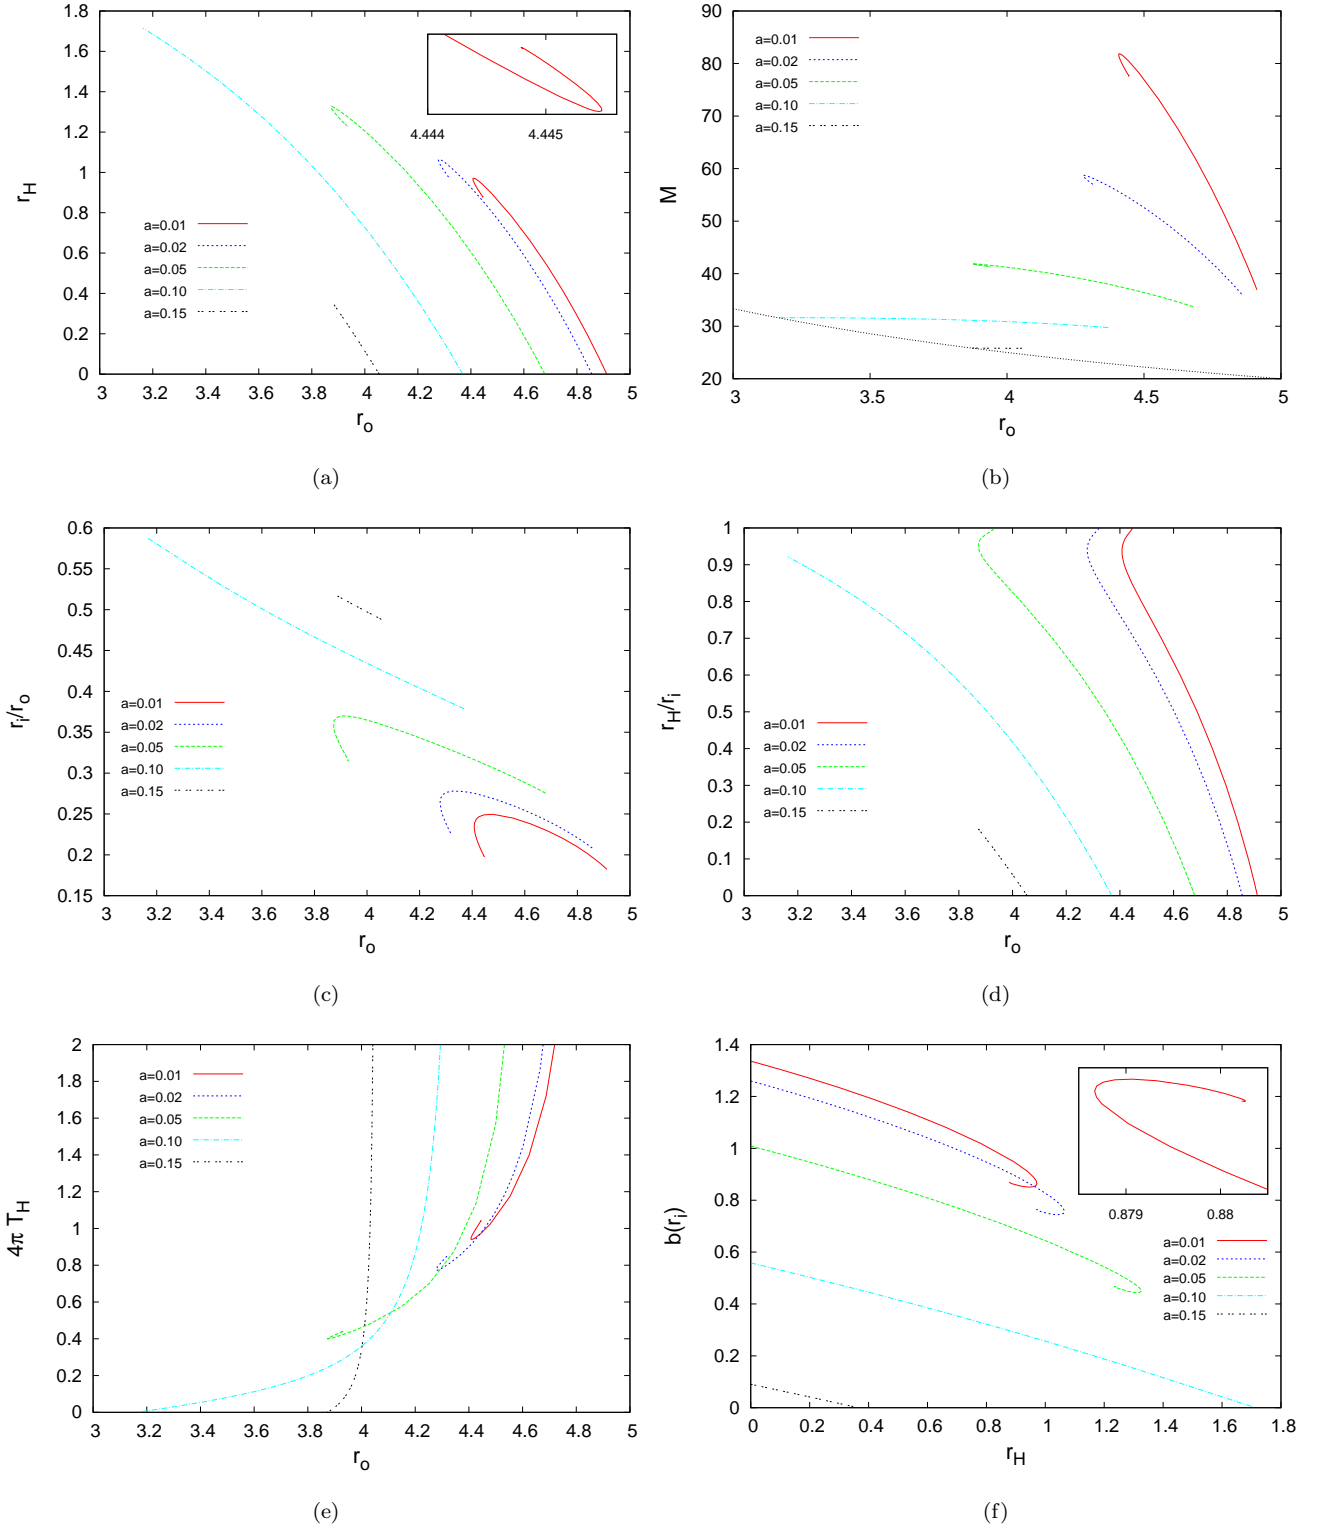 1.8
1.6
1.4
1.2
1
0.8
0.6
0.4
0.2
0
r_H
4.444
4.445
a=0.01
a=0.02
a=0.05
a=0.10
a=0.15
3 3.2 3.4 3.6 3.8 4 4.2 4.4 4.6 4.8 5
r_o
(a)
90
80
70
60
50
40
30
20
M
a=0.01
a=0.02
a=0.05
a=0.10
a=0.15
3 3.5 4 4.5 5
r_o
(b)
0.6
0.55
0.5
0.45
0.4
0.35
0.3
0.25
0.2
0.15
r_i/r_o
a=0.01
a=0.02
a=0.05
a=0.10
a=0.15
3 3.2 3.4 3.6 3.8 4 4.2 4.4 4.6 4.8 5
r_o
(c)
1
0.9
0.8
0.7
0.6
0.5
0.4
0.3
0.2
0.1
0
r_H/r_i
a=0.01
a=0.02
a=0.05
a=0.10
a=0.15
3 3.2 3.4 3.6 3.8 4 4.2 4.4 4.6 4.8 5
r_o
(d)
2
1.8
1.6
1.4
1.2
1
0.8
0.6
0.4
0.2
0
4π T_H
a=0.01
a=0.02
a=0.05
a=0.10
a=0.15
3 3.2 3.4 3.6 3.8 4 4.2 4.4 4.6 4.8 5
r_o
(e)
1.4
1.2
1
0.8
0.6
0.4
0.2
0
b(r_i)
0.879
0.88
a=0.01
a=0.02
a=0.05
a=0.10
a=0.15
0 0.2 0.4 0.6 0.8 1 1.2 1.4 1.6 1.8
r_H
(f)